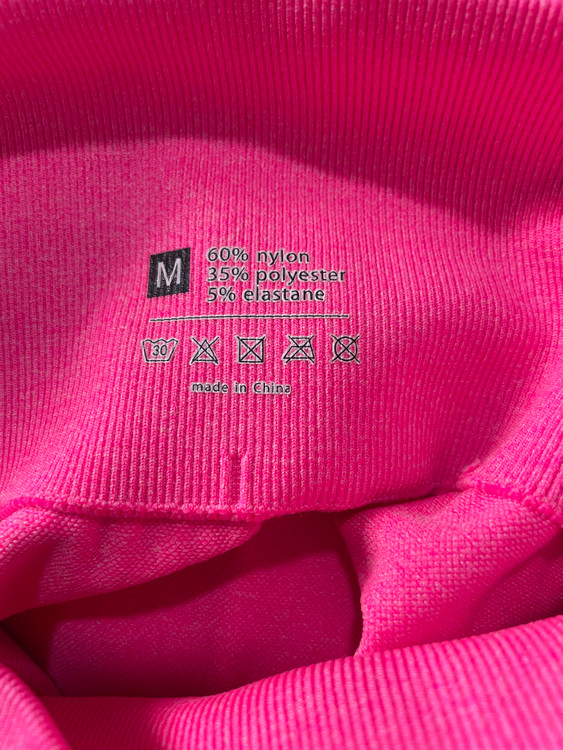 M
60% nylon
35% polyester
5% elastane
30
made in China